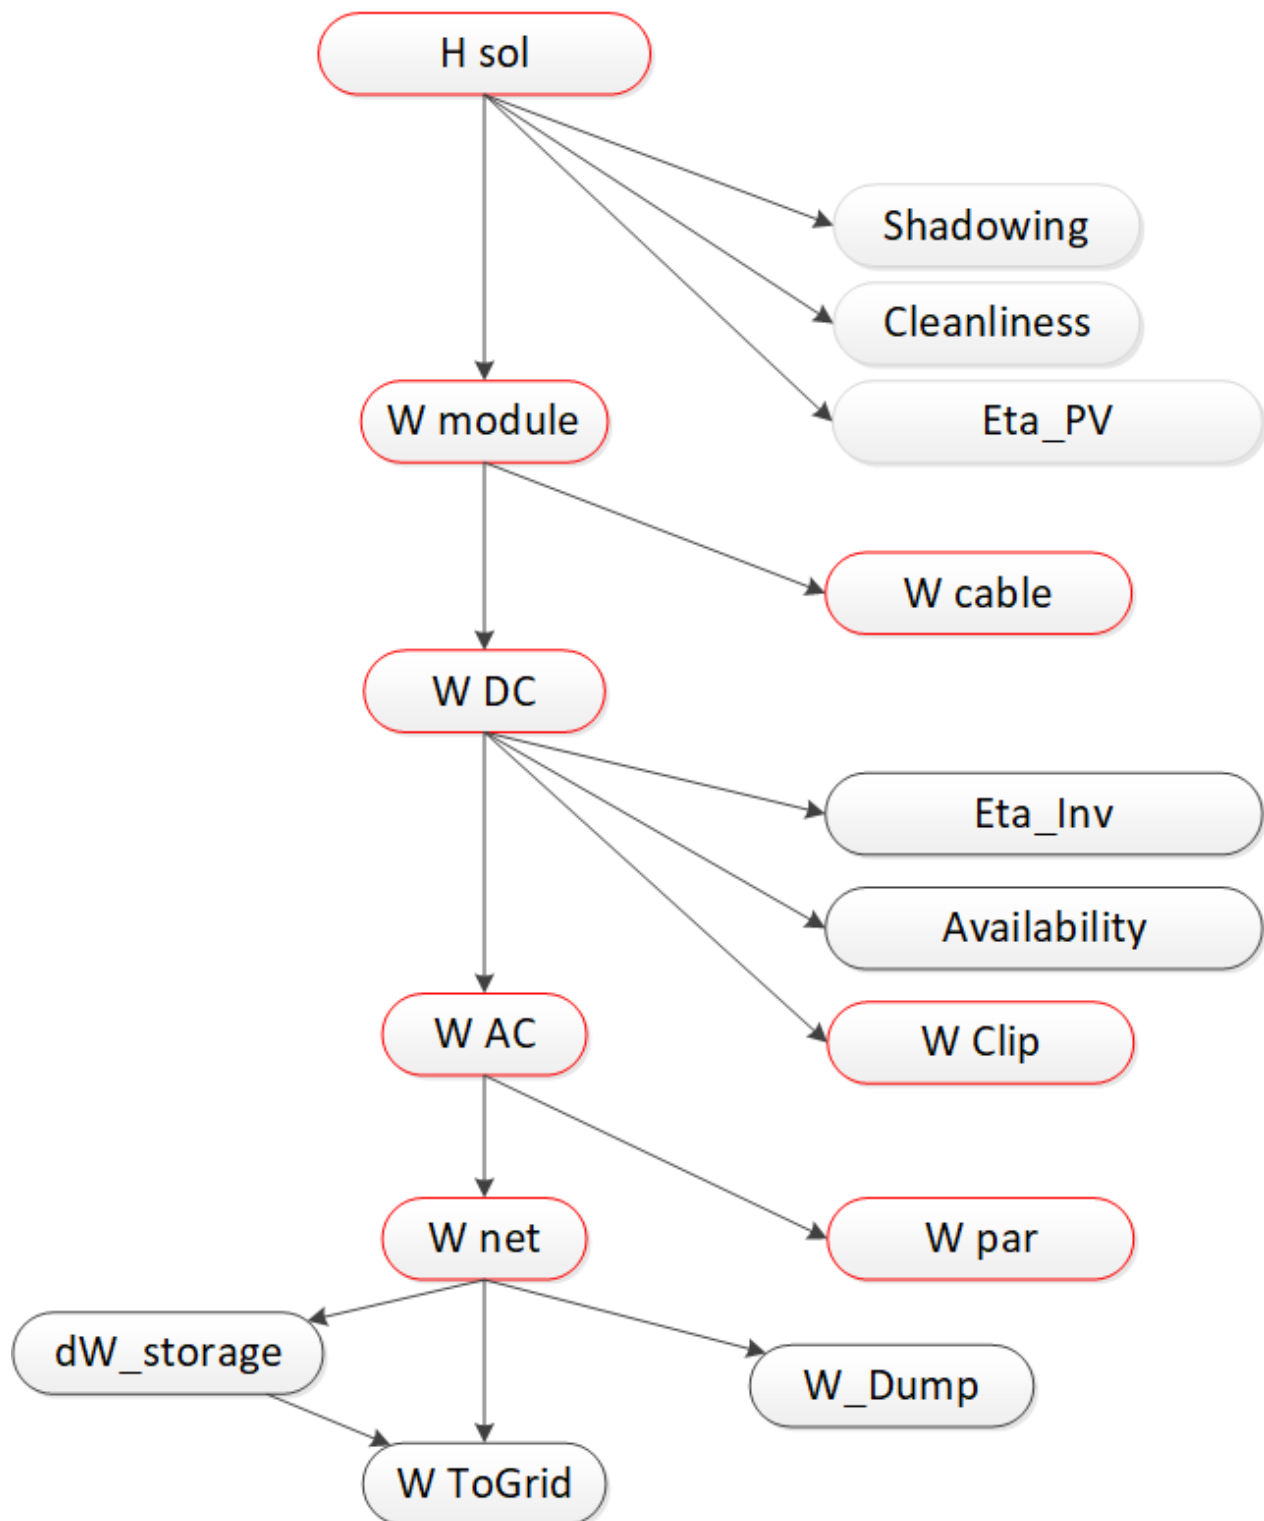 H sol
Shadowing
Cleanliness
W module
Eta_PV
W cable
W DC
Eta_Inv
Availability
W AC
W Clip
W net
W par
dW_storage
W_Dump
W ToGrid